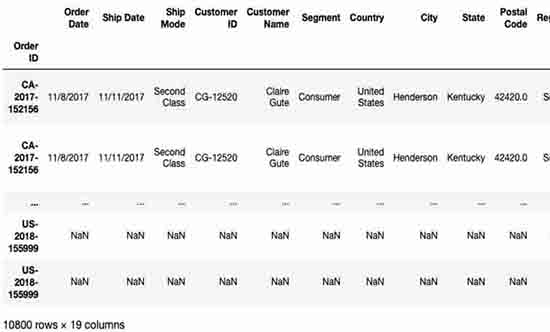 Order Date Ship Date Ship Mode Customer ID Customer Name Segment Country City State Postal Code
Order ID
CA-2017-152156 11/8/2017 11/11/2017 Second Class CG-12520 Claire Gute Consumer United States Henderson Kentucky 42420.0
CA-2017-152156 11/8/2017 11/11/2017 Second Class CG-12520 Claire Gute Consumer United States Henderson Kentucky 42420.0
... ... ... ... ... ... ... ... ... ... ...
US-2018-155999 NaN NaN NaN NaN NaN NaN NaN NaN NaN NaN
US-2018-155999 NaN NaN NaN NaN NaN NaN NaN NaN NaN NaN
10800 rows × 19 columns